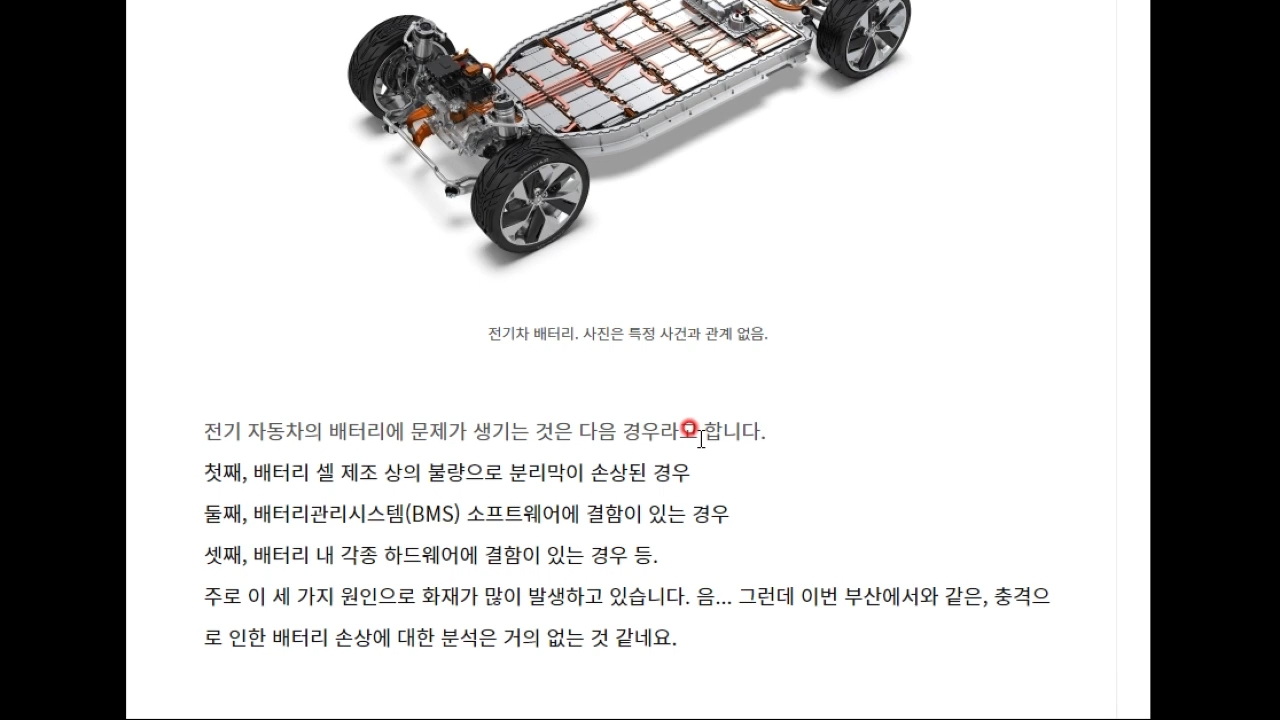 전기차 배터리. 사진은 특정 사건과 관계 없음.
전기 자동차의 배터리에 문제가 생기는 것은 다음 경우라고 합니다.
첫째, 배터리 셀 제조 상의 불량으로 분리막이 손상된 경우
둘째, 배터리관리시스템(BMS) 소프트웨어에 결함이 있는 경우
셋째, 배터리 내 각종 하드웨어에 결함이 있는 경우 등.
주로 이 세 가지 원인으로 화재가 많이 발생하고 있습니다. 음... 그런데 이번 부산에서와 같은, 충격으
로 인한 배터리 손상에 대한 분석은 거의 없는 것 같네요.